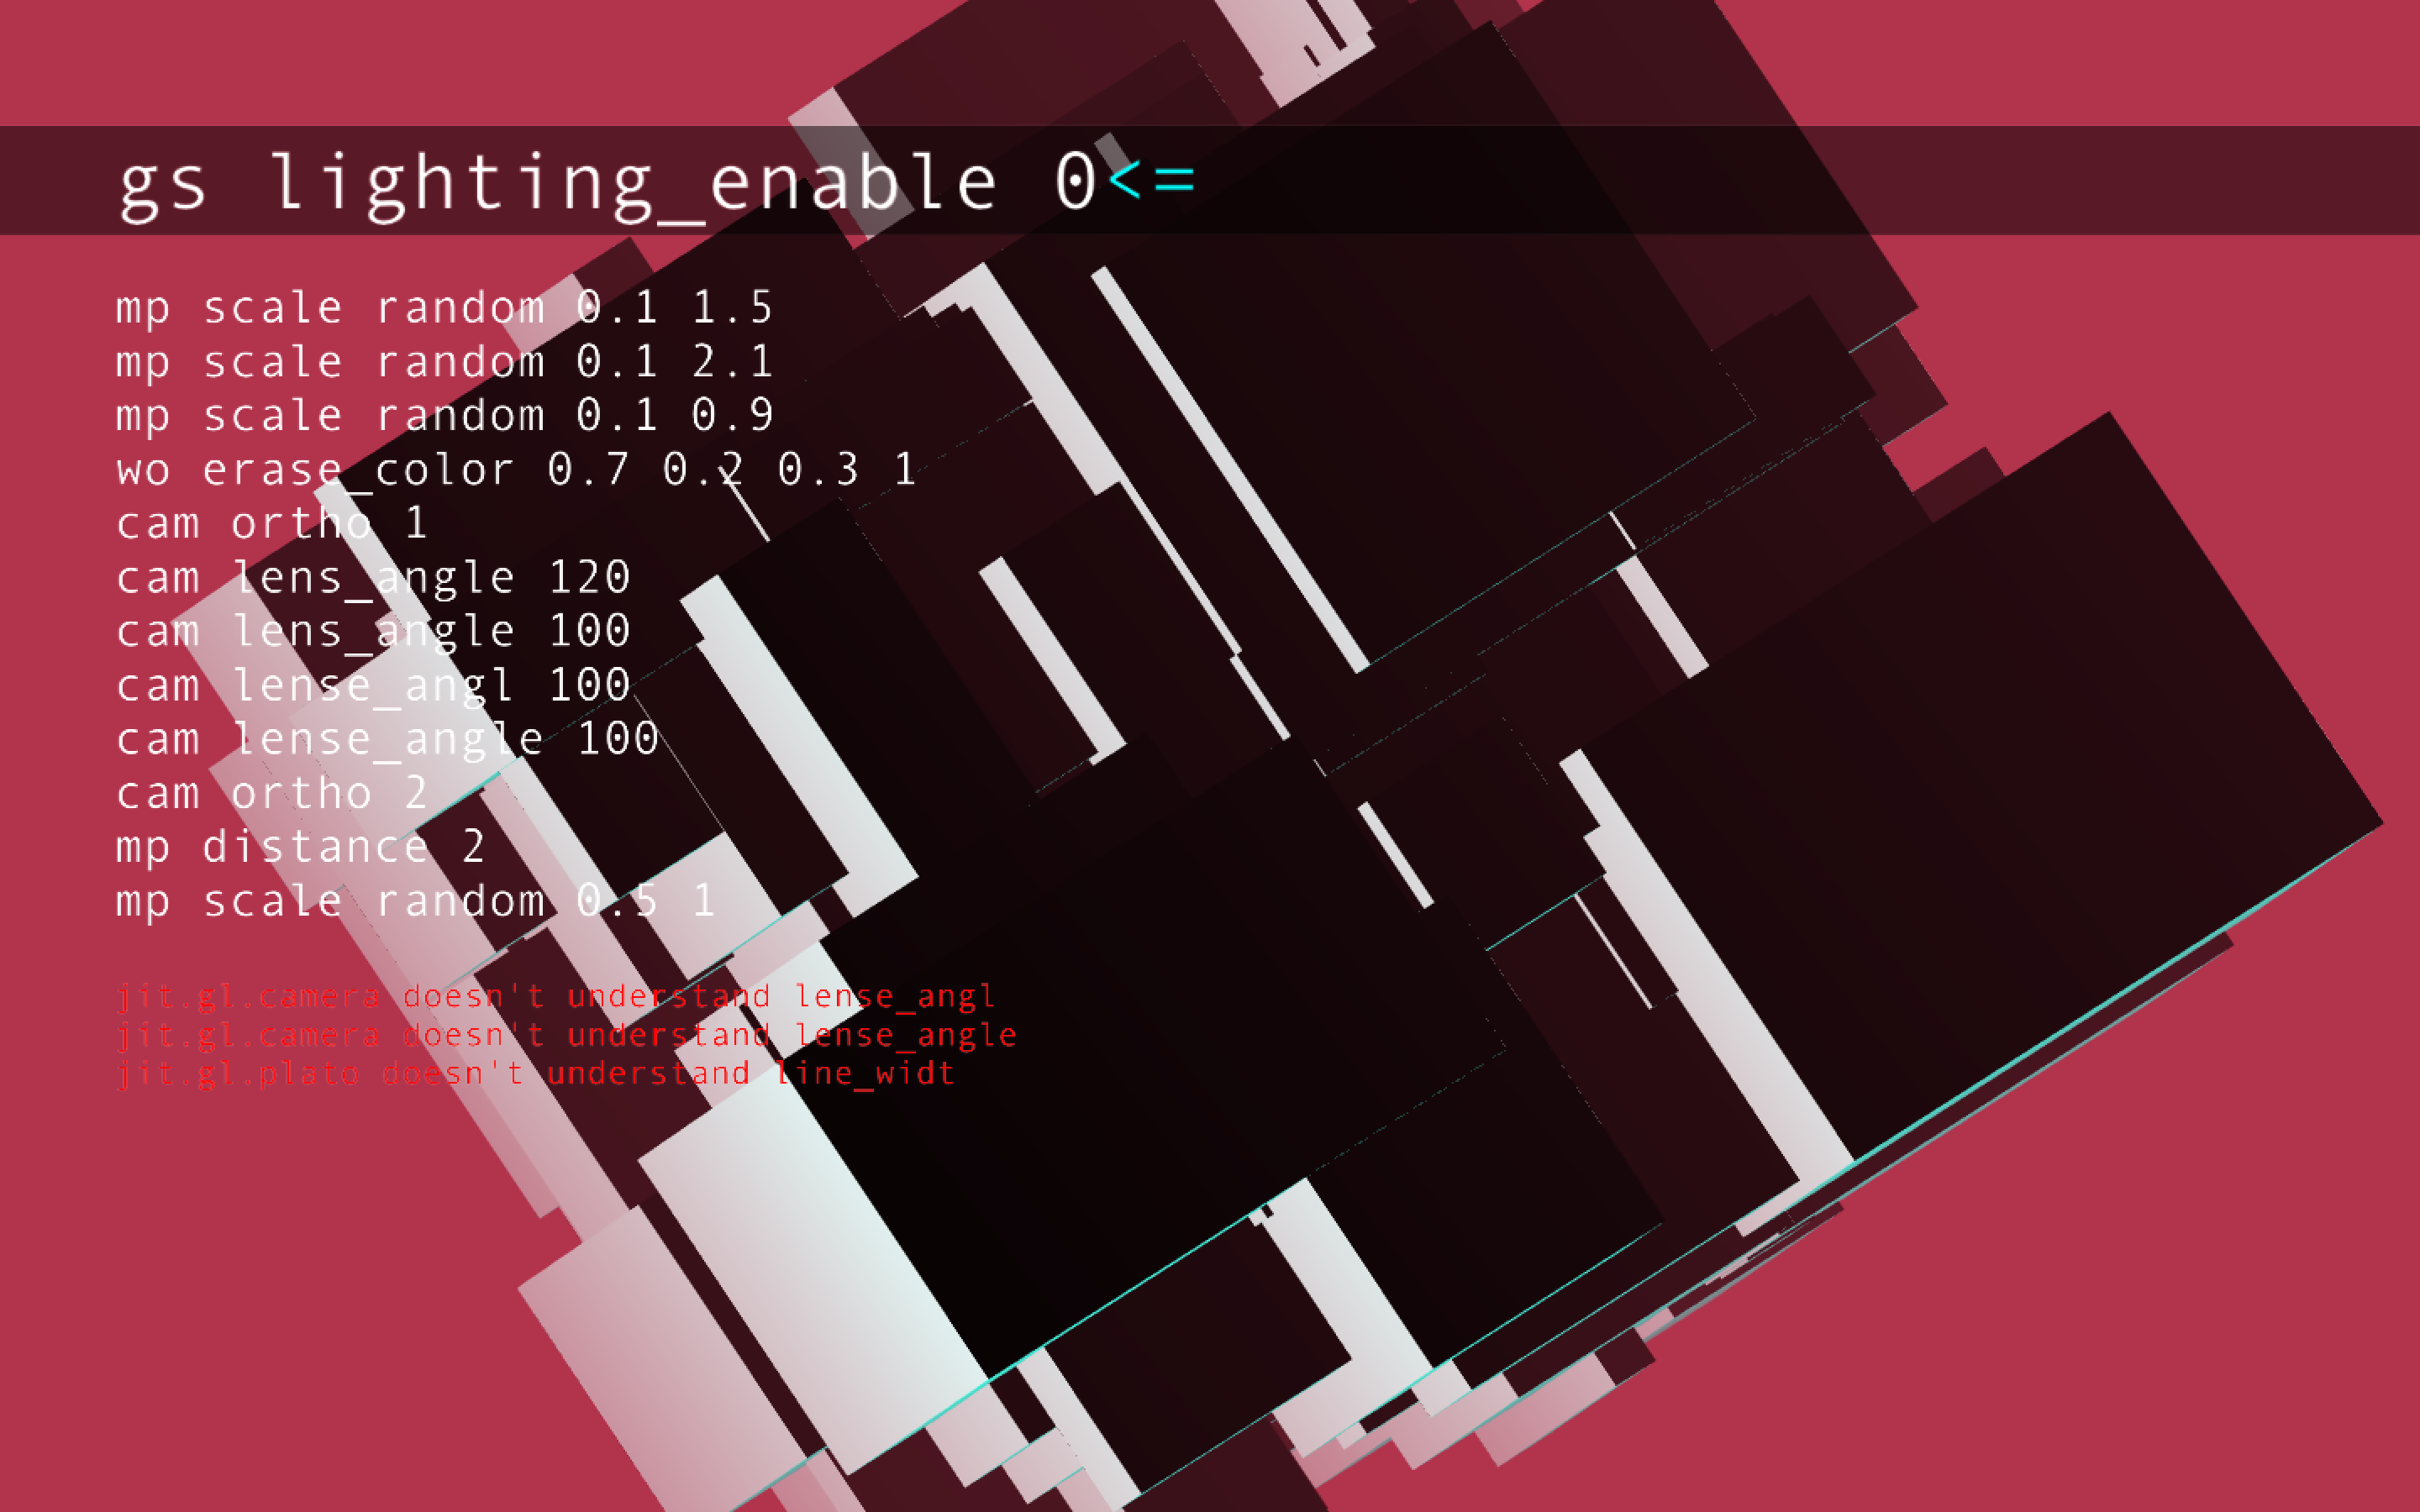 gs lighting_enable 0<=
mp scale random 0.1 1.5
mp scale random 0.1 2.1
mp scale random 0.1 0.9
wo erase_color 0.7 0.2 0.3 1
cam ortho 1
cam lens_angle 120
cam lens_angle 100
cam lense_angl 100
cam lense_angle 100
cam ortho 2
mp distance 2
mp scale random 0.5 1
jit.gl.camera doesn't understand lense_angl
jit.gl.camera doesn't understand lense_angle
jit.gl.plato doesn't understand line_widt